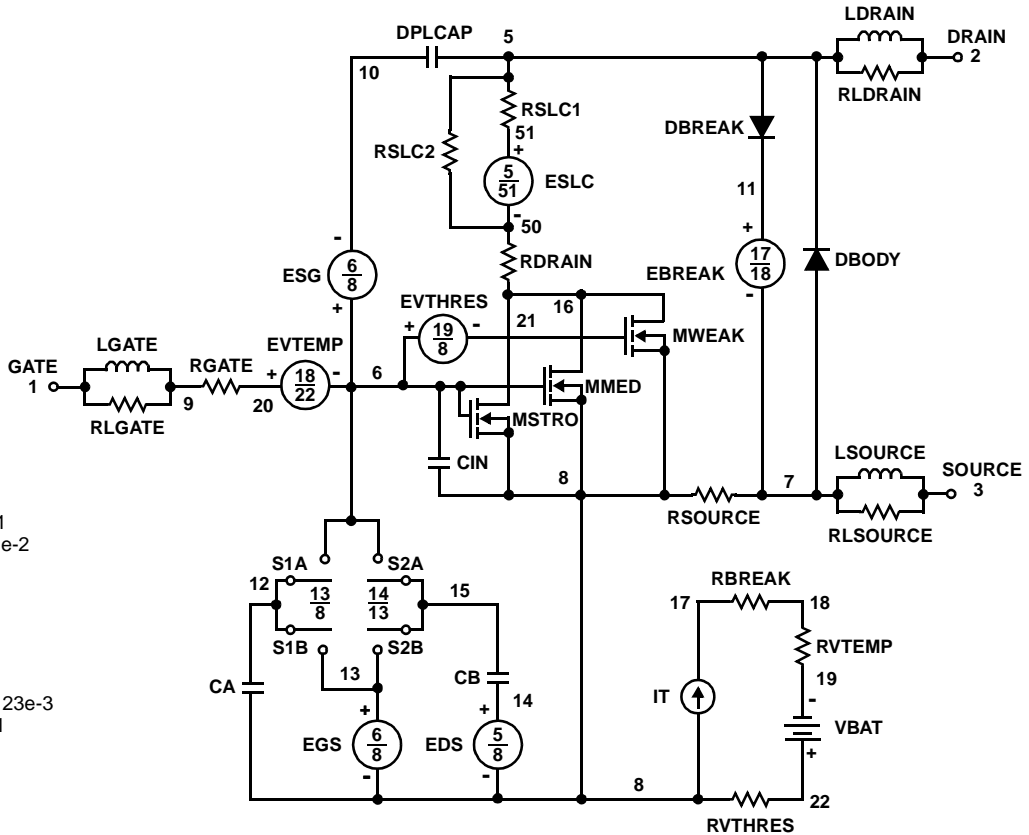 LDRAIN
DPLCAP
5
DRAIN
2
10
RLDRAIN
RSLC1
51
+
DBREAK
RSLC2
5
51
ESLC
11
-
50
+
-
RDRAIN
17
18
EBREAK
DBODY
6
8
ESG
-
+
EVTHRES
16
+
19
8
-
21
MWEAK
LGATE
EVTEMP
GATE
1
RGATE
+
18
22
-
6
MMED
9
20
RLGATE
MSTRO
CIN
LSOURCE
8
7
SOURCE
3
RSOURCE
RLSOURCE
e-2
S1A
S2A
12
13
8
14
13
15
RBREAK
17
18
S1B
S2B
RVTEMP
13
CB
19
CA
14
IT
-
23e-3
+
+
VBAT
EGS
6
8
EDS
5
8
+
-
-
8
22
RVTHRES